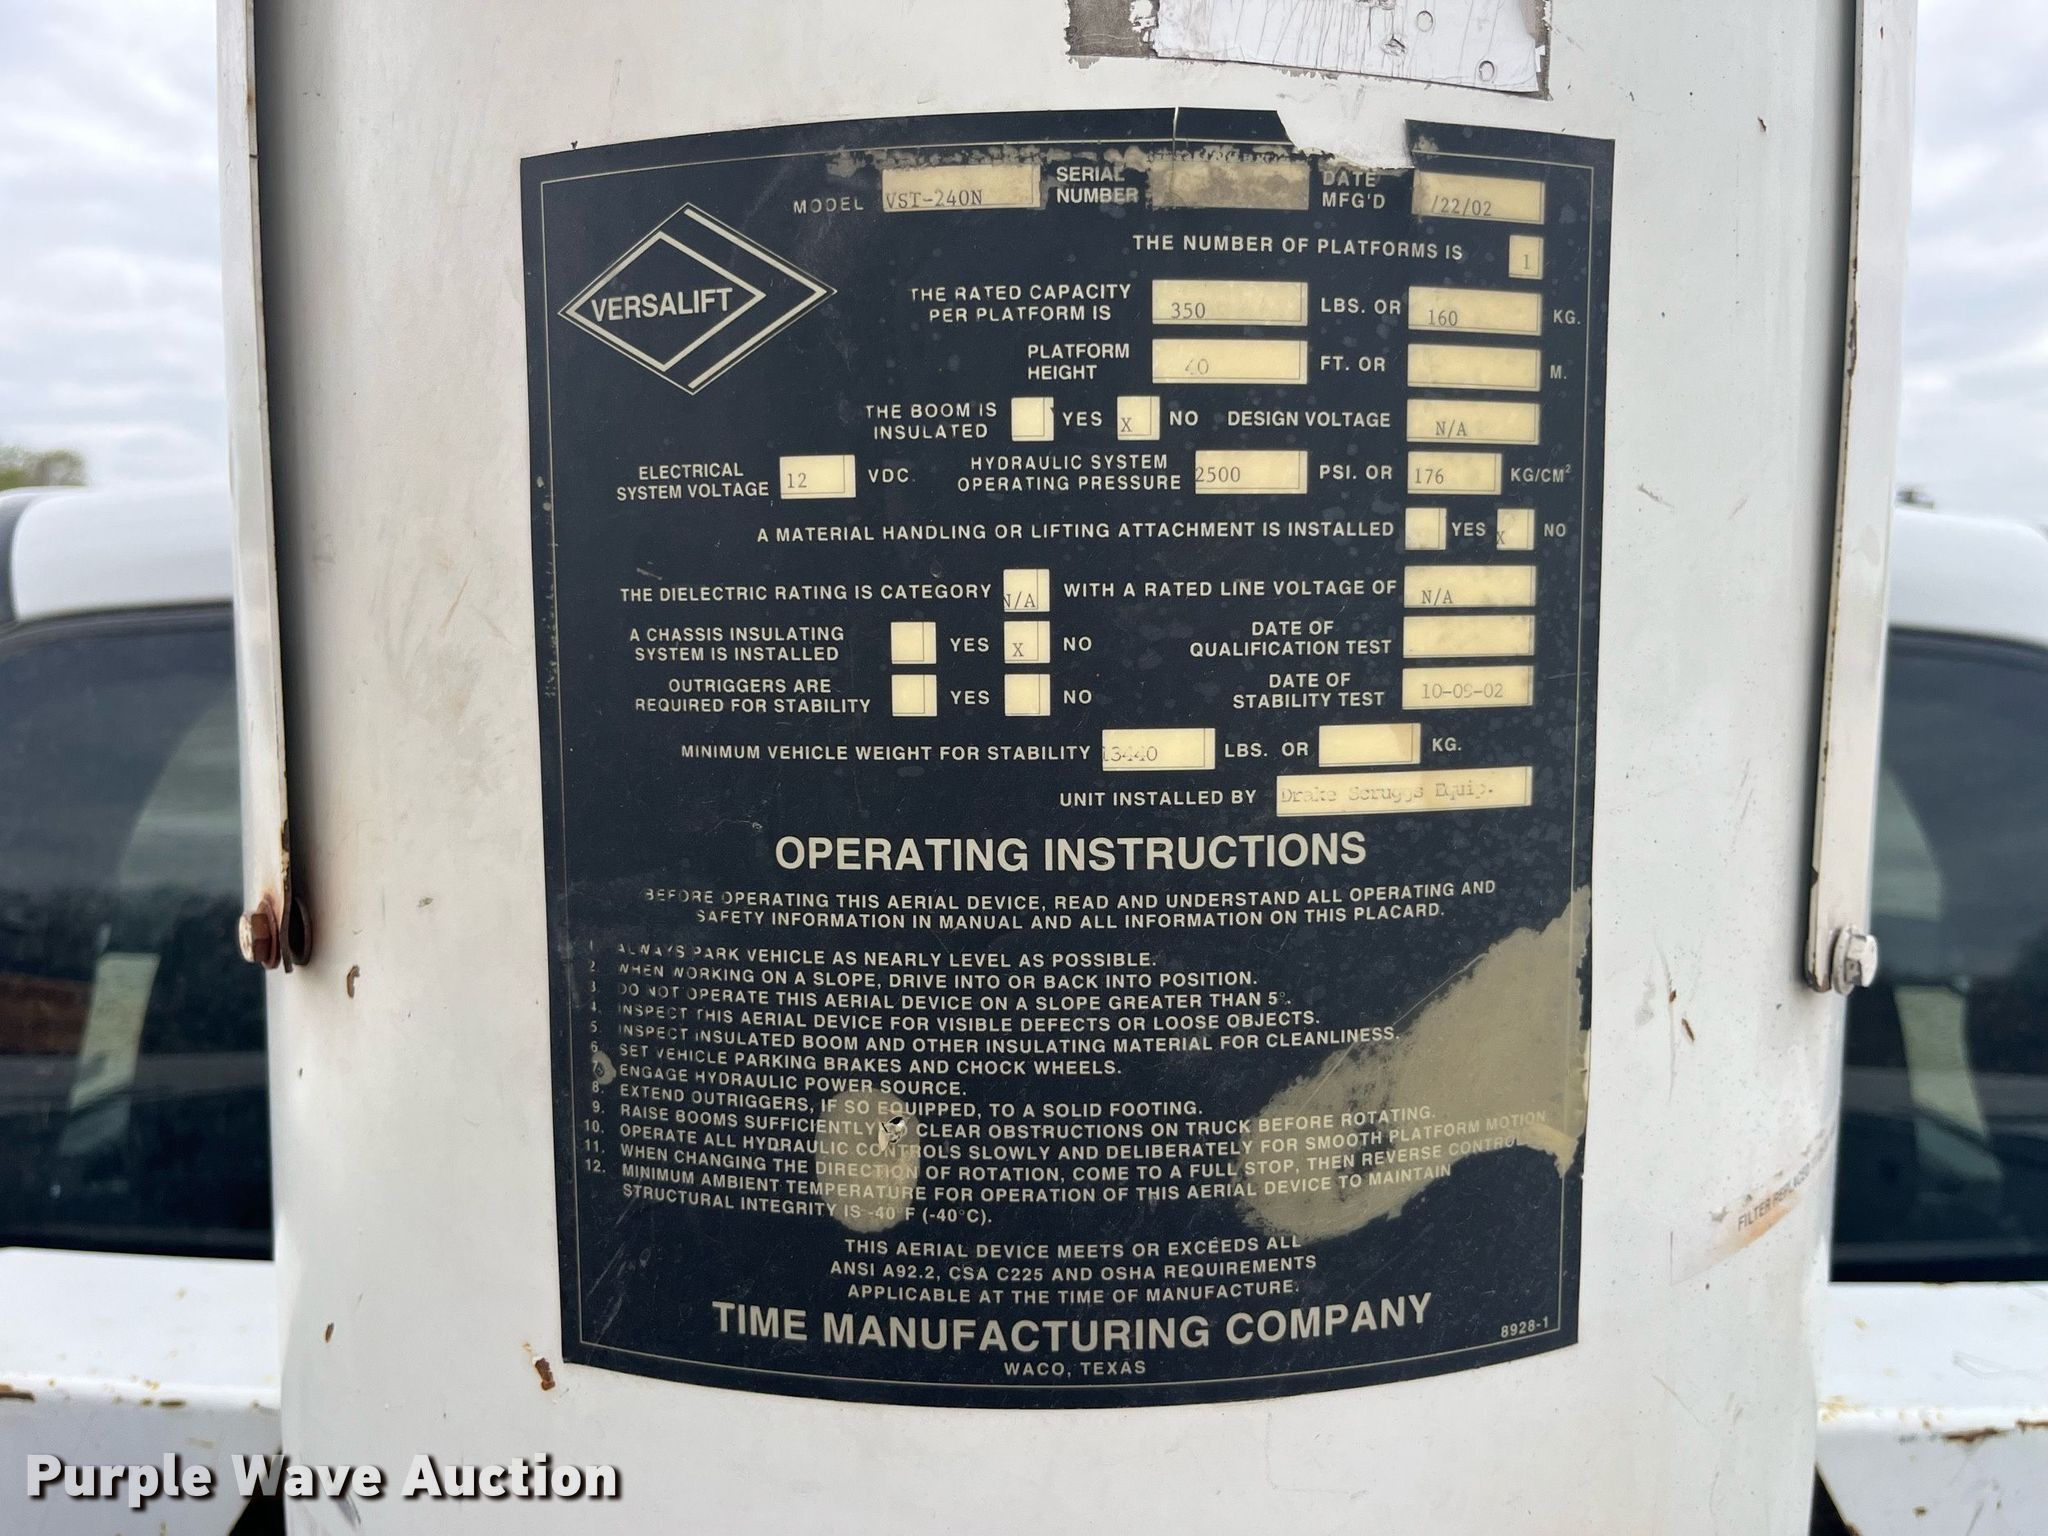 MODEL VST-240N SERIAL NUMBER DATE MFG'D /22/02
VERSALIFT
THE NUMBER OF PLATFORMS IS 1
THE RATED CAPACITY PER PLATFORM IS 350 LBS. OR 160 KG.
PLATFORM HEIGHT 40 FT. OR M.
THE BOOM IS INSULATED YES X NO DESIGN VOLTAGE N/A
ELECTRICAL SYSTEM VOLTAGE 12 VDC. HYDRAULIC SYSTEM OPERATING PRESSURE 2500 PSI. OR 176 KG/CM²
A MATERIAL HANDLING OR LIFTING ATTACHMENT IS INSTALLED YES X NO
THE DIELECTRIC RATING IS CATEGORY N/A WITH A RATED LINE VOLTAGE OF N/A
A CHASSIS INSULATING SYSTEM IS INSTALLED YES X NO DATE OF QUALIFICATION TEST
OUTRIGGERS ARE REQUIRED FOR STABILITY YES NO DATE OF STABILITY TEST 10-09-02
MINIMUM VEHICLE WEIGHT FOR STABILITY 13440 LBS. OR KG.
UNIT INSTALLED BY Drake Scruggs Equip.
OPERATING INSTRUCTIONS
BEFORE OPERATING THIS AERIAL DEVICE, READ AND UNDERSTAND ALL OPERATING AND
SAFETY INFORMATION IN MANUAL AND ALL INFORMATION ON THIS PLACARD.
1. ALWAYS PARK VEHICLE AS NEARLY LEVEL AS POSSIBLE.
2. WHEN WORKING ON A SLOPE, DRIVE INTO OR BACK INTO POSITION.
3. DO NOT OPERATE THIS AERIAL DEVICE ON A SLOPE GREATER THAN 5°.
4. INSPECT THIS AERIAL DEVICE FOR VISIBLE DEFECTS OR LOOSE OBJECTS.
5. INSPECT INSULATED BOOM AND OTHER INSULATING MATERIAL FOR CLEANLINESS.
6. SET VEHICLE PARKING BRAKES AND CHOCK WHEELS.
7. ENGAGE HYDRAULIC POWER SOURCE.
8. EXTEND OUTRIGGERS, IF SO EQUIPPED, TO A SOLID FOOTING.
9. RAISE BOOMS SUFFICIENTLY CLEAR OBSTRUCTIONS ON TRUCK BEFORE ROTATING.
10. OPERATE ALL HYDRAULIC CONTROLS SLOWLY AND DELIBERATELY FOR SMOOTH PLATFORM MOTION
11. WHEN CHANGING THE DIRECTION OF ROTATION, COME TO A FULL STOP, THEN REVERSE CONTROL
12. MINIMUM AMBIENT TEMPERATURE FOR OPERATION OF THIS AERIAL DEVICE TO MAINTAIN
STRUCTURAL INTEGRITY IS -40°F (-40°C).
THIS AERIAL DEVICE MEETS OR EXCEEDS ALL
ANSI A92.2, CSA C225 AND OSHA REQUIREMENTS
APPLICABLE AT THE TIME OF MANUFACTURE.
TIME MANUFACTURING COMPANY
WACO, TEXAS
8928-1
FILTER REPLACED
Purple Wave Auction